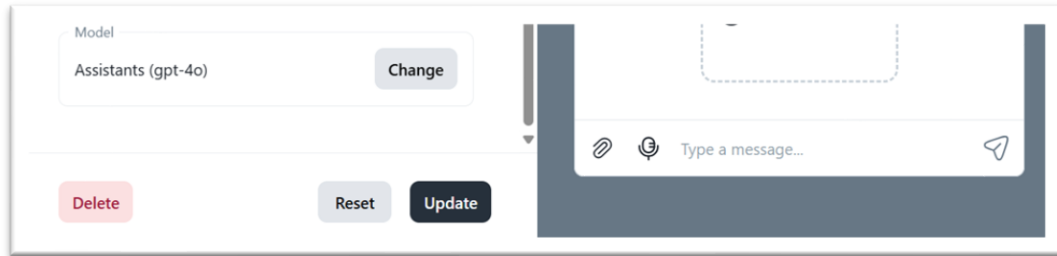 Model
Assistants (gpt-4o)
Change
Delete
Reset
Update
Type a message...